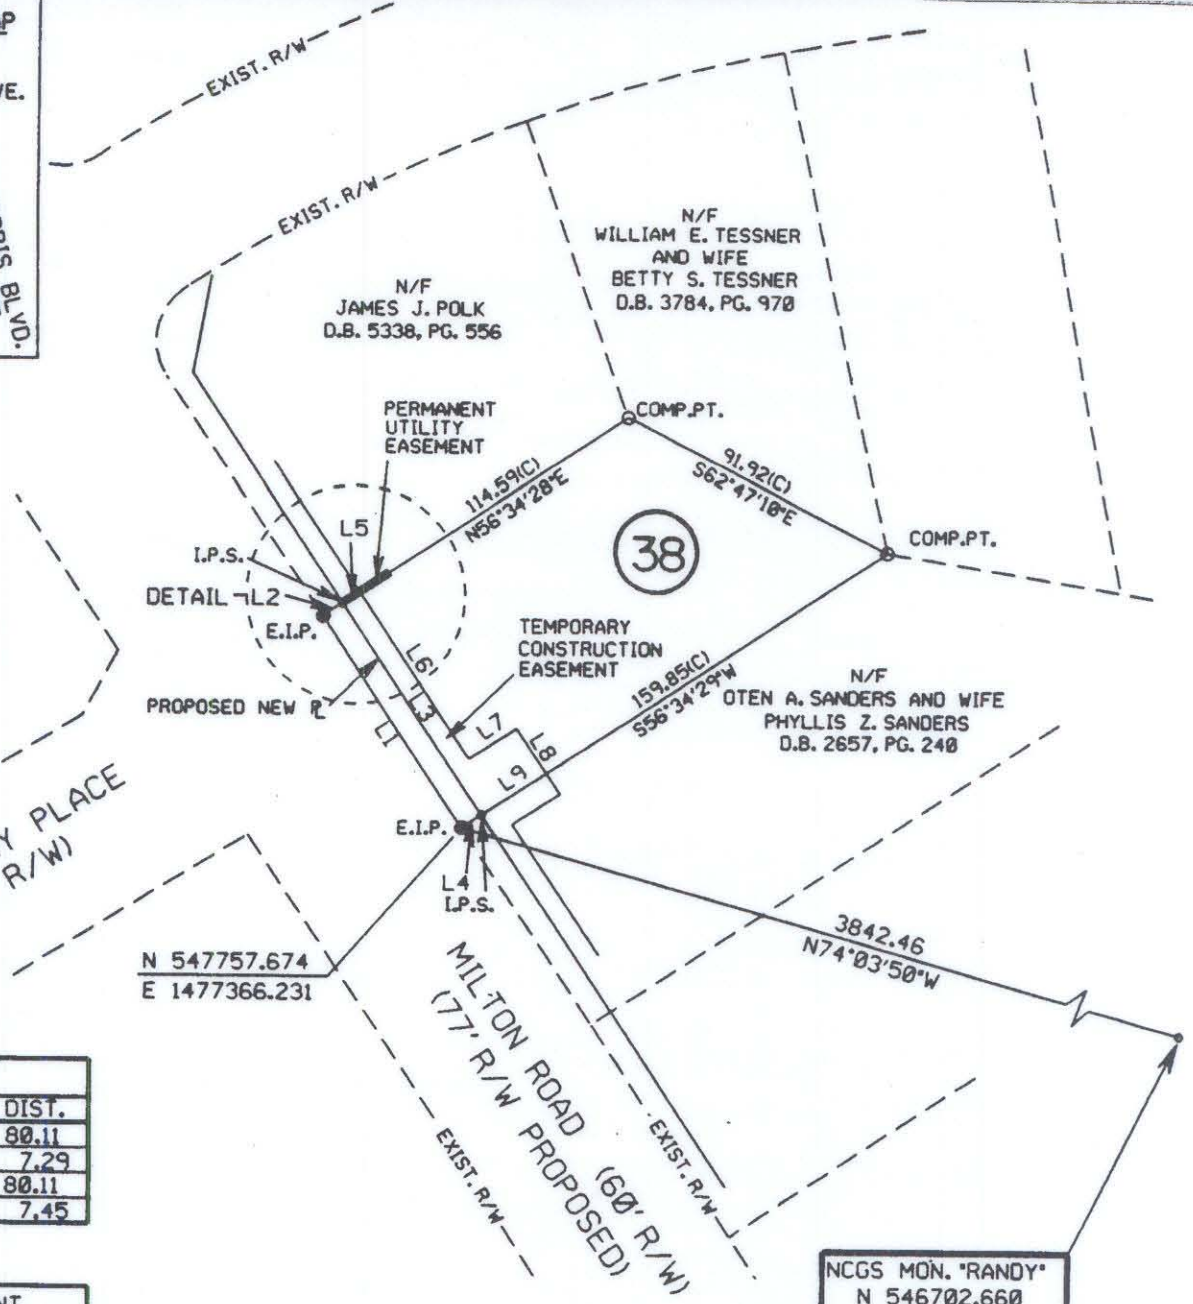 VE.
BLVD.
EXIST. R/W
EXIST. R/W
N/F
WILLIAM E. TESSNER
AND WIFE
BETTY S. TESSNER
D.B. 3784, PG. 970
N/F
JAMES J. POLK
D.B. 5338, PG. 556
PERMANENT
UTILITY
EASEMENT
COMP.PT.
114.59(C)
N56°34'28"E
91.92(C)
S62°47'10"E
COMP.PT.
38
L5
I.P.S.
DETAIL
L2
E.I.P.
TEMPORARY
CONSTRUCTION
EASEMENT
L6
159.85(C)
S56°34'29"W
N/F
OTEN A. SANDERS AND WIFE
PHYLLIS Z. SANDERS
D.B. 2657, PG. 240
PROPOSED NEW ⅊
L3
L1
L7
L8
L9
Y PLACE
R/W)
E.I.P.
L4
I.P.S.
N 547757.674
E 1477366.231
3842.46
N74°03'50"W
MILTON ROAD (60' R/W)
(77' R/W PROPOSED)
EXIST. R/W
EXIST. R/W
DIST.
80.11
7.29
80.11
7.45
NCGS MON. "RANDY"
N 546702.660